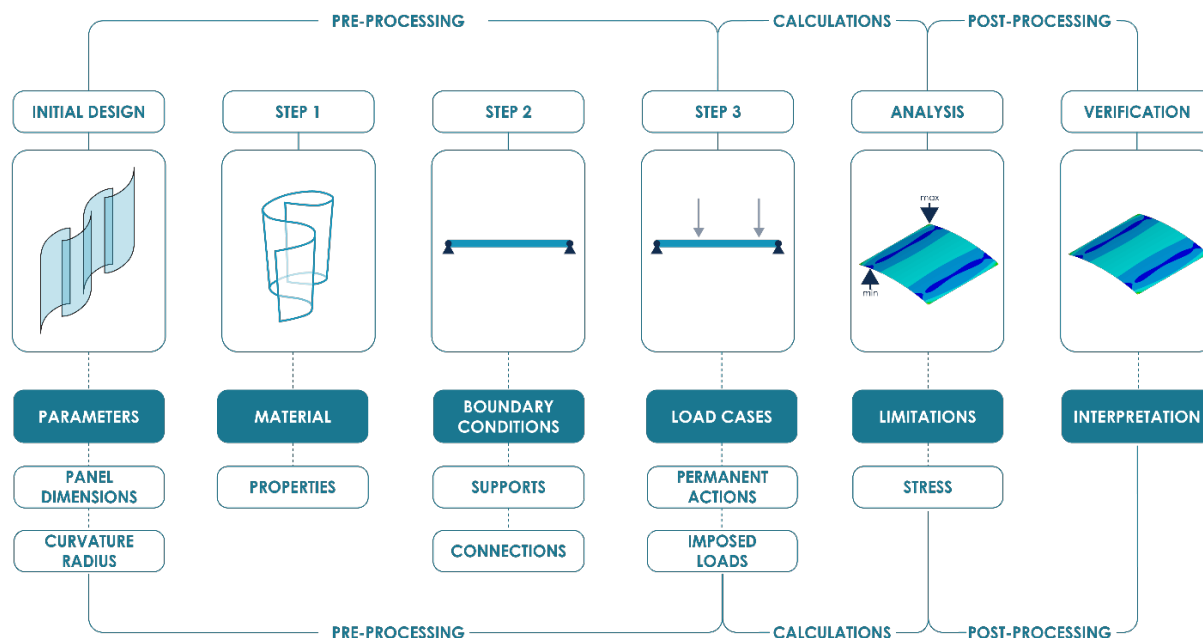 PRE-PROCESSING
CALCULATIONS
POST-PROCESSING
INITIAL DESIGN
STEP 1
STEP 2
STEP 3
ANALYSIS
VERIFICATION
max
min
PARAMETERS
MATERIAL
BOUNDARY
CONDITIONS
LOAD CASES
LIMITATIONS
INTERPRETATION
PANEL
DIMENSIONS
PROPERTIES
SUPPORTS
PERMANENT
ACTIONS
STRESS
CURVATURE
RADIUS
CONNECTIONS
IMPOSED
LOADS
PRE-PROCESSING
CALCULATIONS
POST-PROCESSING